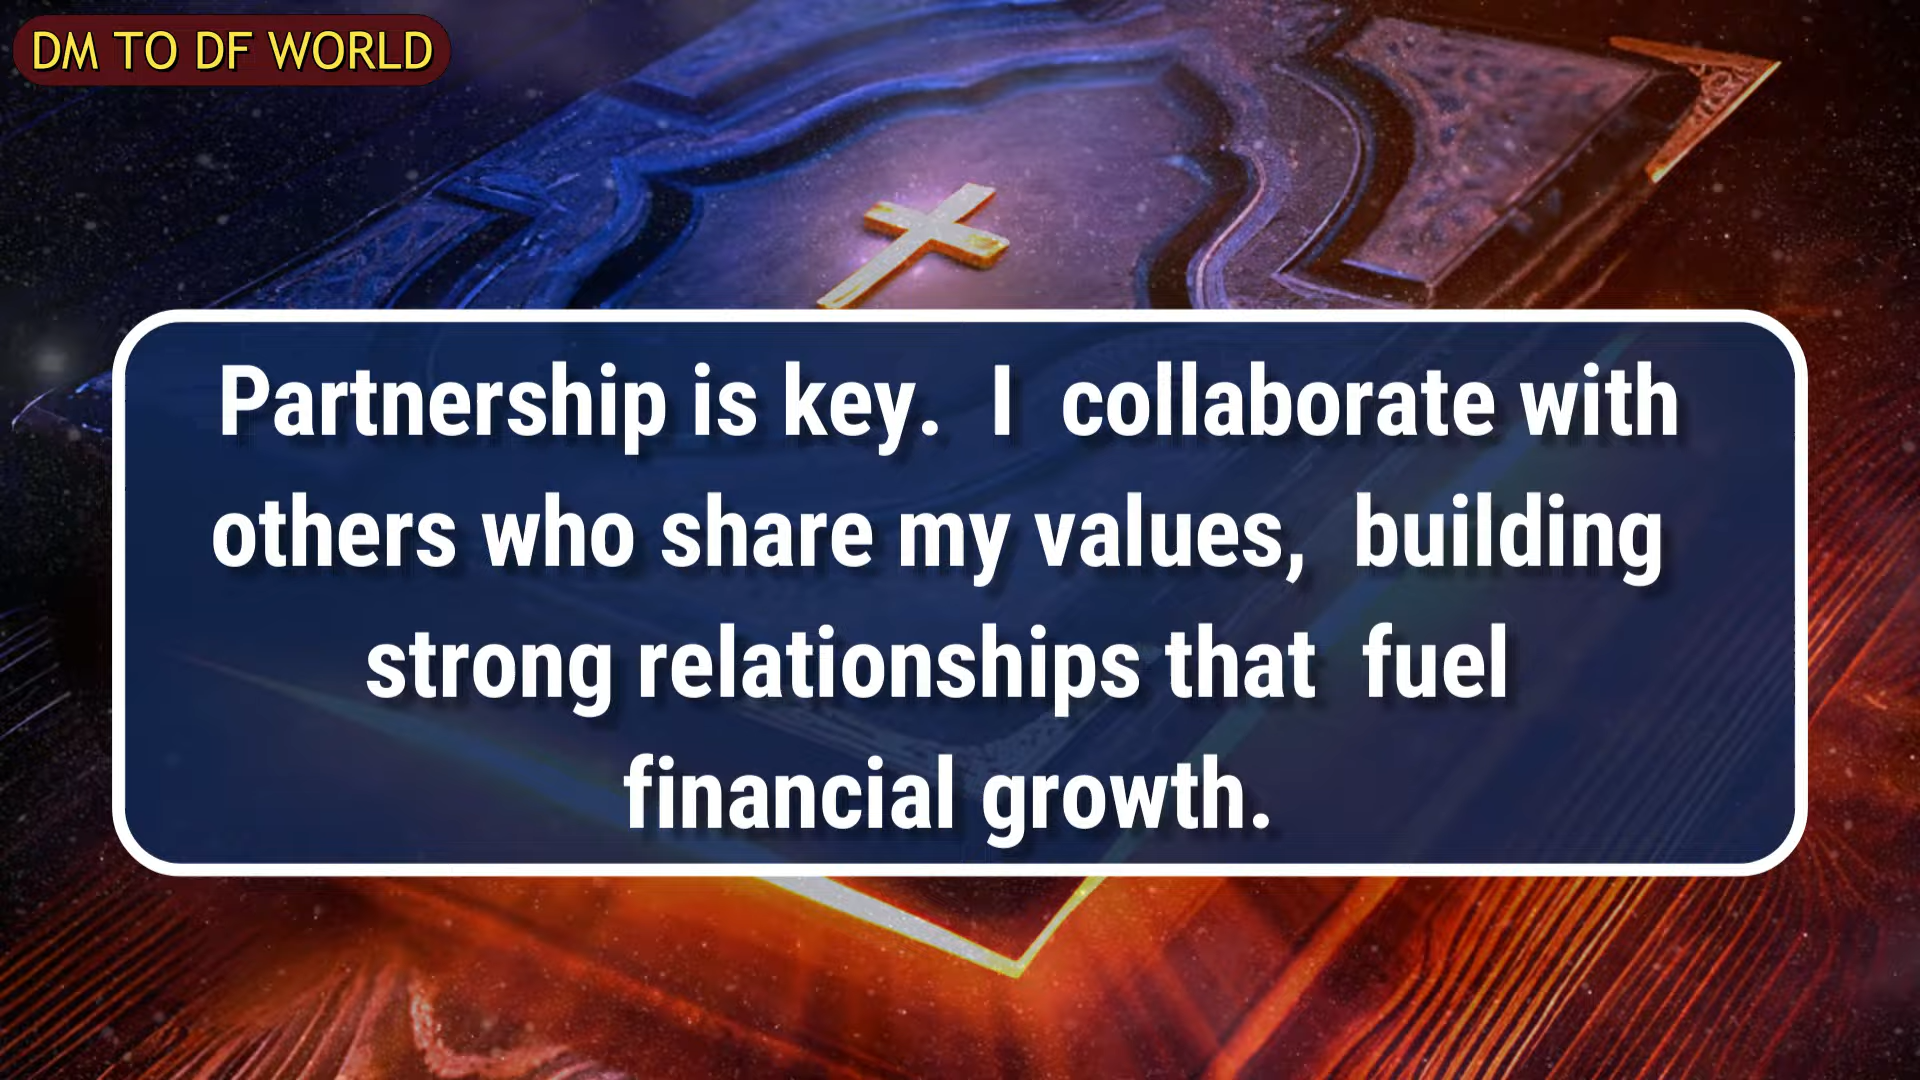 DM TO DF WORLD
Partnership is key. I collaborate with
others who share my values, building
strong relationships that fuel
financial growth.